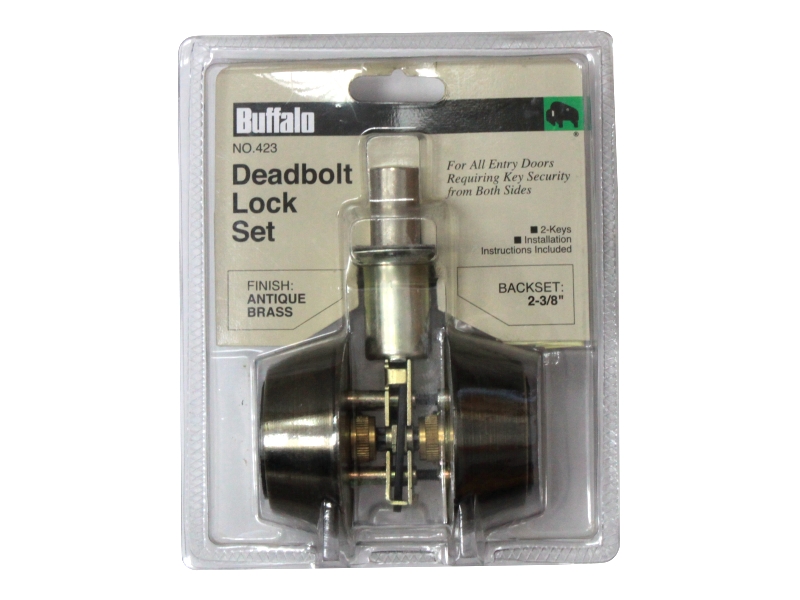 Buffalo
NO.423
Deadbolt
Lock
Set
For All Entry Doors
Requiring Key Security
from Both Sides
■ 2-Keys
■ Installation
Instructions Included
FINISH:
ANTIQUE
BRASS
BACKSET:
2-3/8"
®